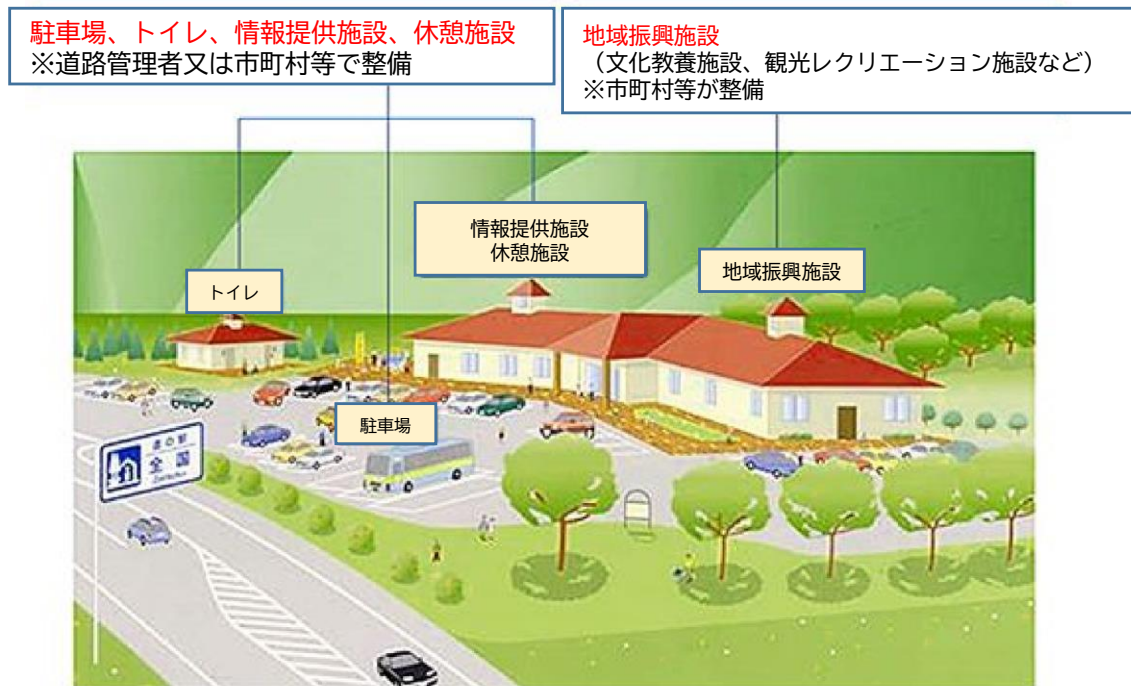 駐車場、トイレ、情報提供施設、休憩施設
※道路管理者又は市町村等で整備
地域振興施設
（文化教養施設、観光レクリエーション施設など）
※市町村等が整備
情報提供施設
休憩施設
地域振興施設
トイレ
駐車場
道の駅
全国